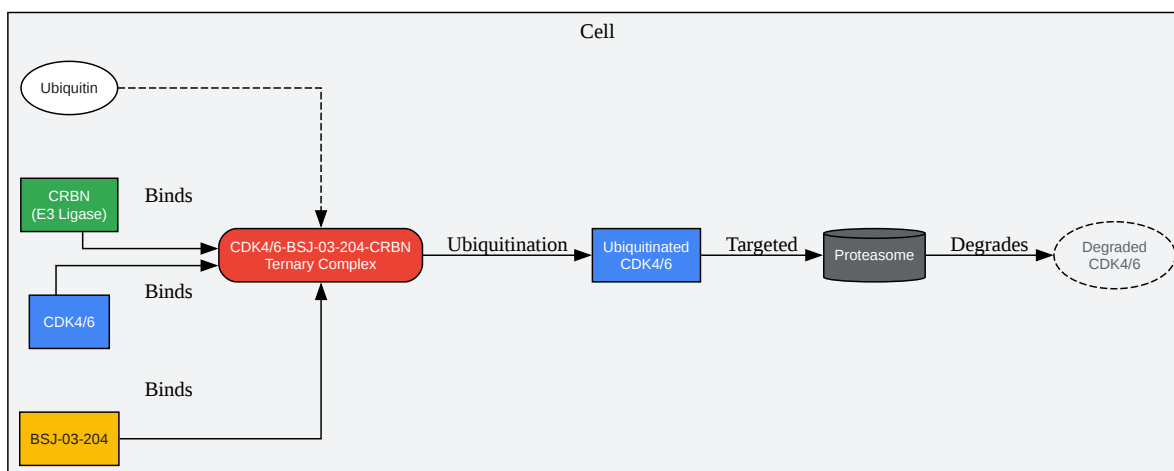 Cell
Ubiquitin
CRBN
(E3 Ligase)
Binds
CDK4/6-BSJ-03-204-CRBN
Ternary Complex
Ubiquitination
Ubiquitinated
CDK4/6
Targeted
Proteasome
Degrades
Degraded
CDK4/6
Binds
CDK4/6
Binds
BSJ-03-204